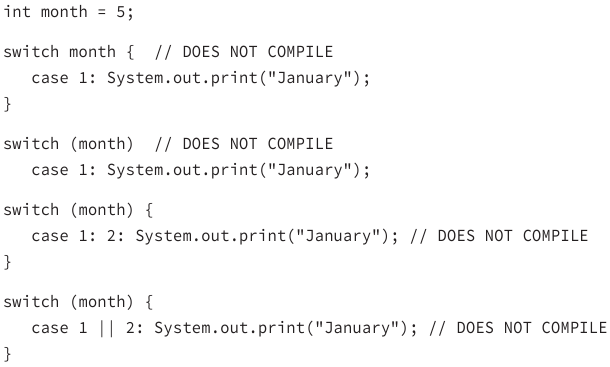 int month = 5;
switch month {  // DOES NOT COMPILE
   case 1: System.out.print("January");
}
switch (month)  // DOES NOT COMPILE
   case 1: System.out.print("January");
switch (month) {
   case 1: 2: System.out.print("January"); // DOES NOT COMPILE
}
switch (month) {
   case 1 || 2: System.out.print("January"); // DOES NOT COMPILE
}